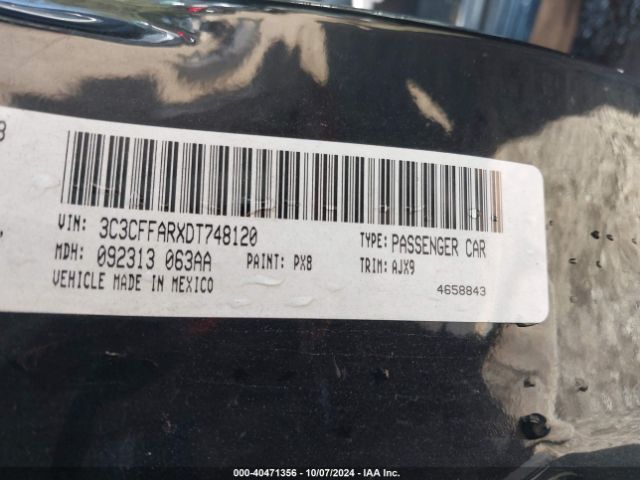 VIN: 3C3CFFARXDT748120
TYPE: PASSENGER CAR
MDH: 092313 063AA PAINT: PX8 TRIM: AJX9
VEHICLE MADE IN MEXICO
4658843
000-40471356 • 10/07/2024 • IAA Inc.